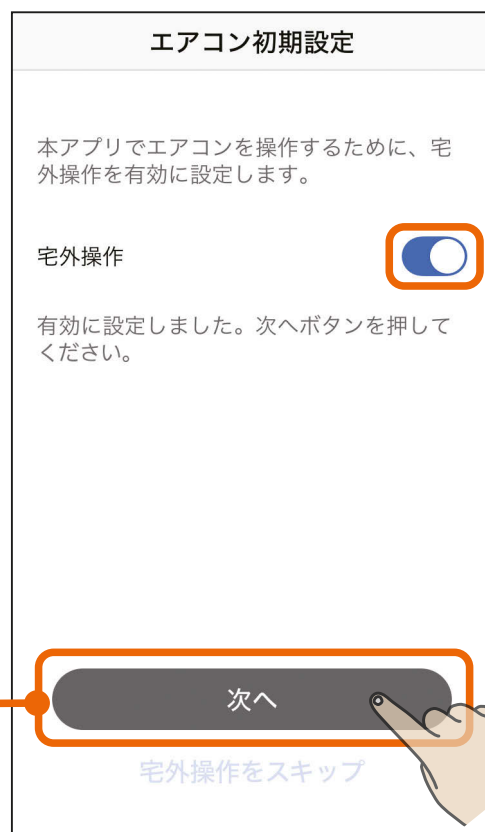 エアコン初期設定
本アプリでエアコンを操作するために、宅
外操作を有効に設定します。
宅外操作
有効に設定しました。次へボタンを押して
ください。
次へ
宅外操作をスキップ